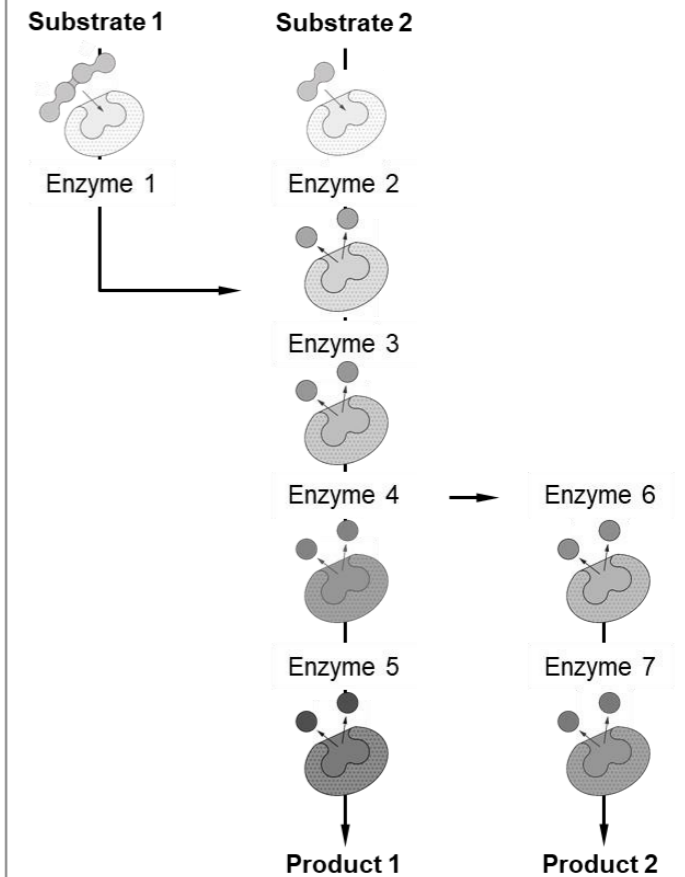 Substrate 1
Substrate 2
Enzyme 1
Enzyme 2
Enzyme 3
Enzyme 4
Enzyme 6
Enzyme 5
Enzyme 7
Product 1
Product 2